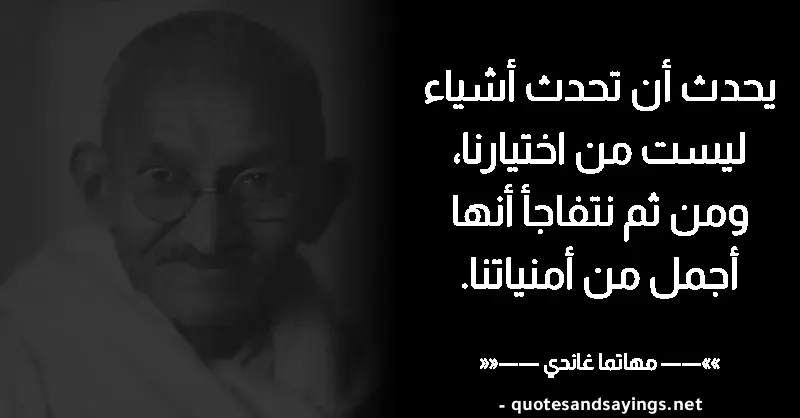 يحدث أن تحدث أشياء
ليست من اختيارنا،
ومن ثم نتفاجأ أنها
أجمل من أمنياتنا.
»»—— مهاتما غاندي ——««
- quotesandsayings.net